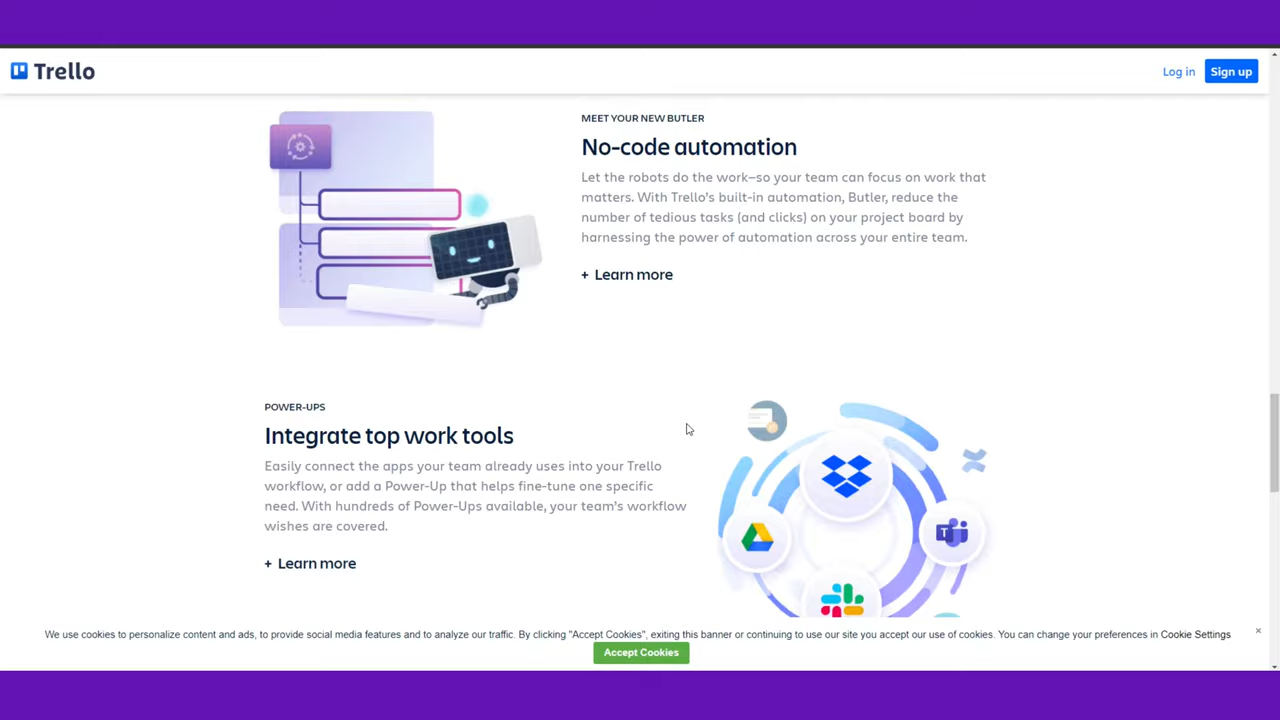 Trello
Log in
Sign up
MEET YOUR NEW BUTLER
No-code automation
Let the robots do the work—so your team can focus on work that
matters. With Trello's built-in automation, Butler, reduce the
number of tedious tasks (and clicks) on your project board by
harnessing the power of automation across your entire team.
+ Learn more
POWER-UPS
Integrate top work tools
Easily connect the apps your team already uses into your Trello
workflow, or add a Power-Up that helps fine-tune one specific
need. With hundreds of Power-Ups available, your team's workflow
wishes are covered.
+ Learn more
We use cookies to personalize content and ads, to provide social media features and to analyze our traffic. By clicking "Accept Cookies", exiting this banner or continuing to use our site you accept our use of cookies. You can change your preferences in Cookie Settings
Accept Cookies